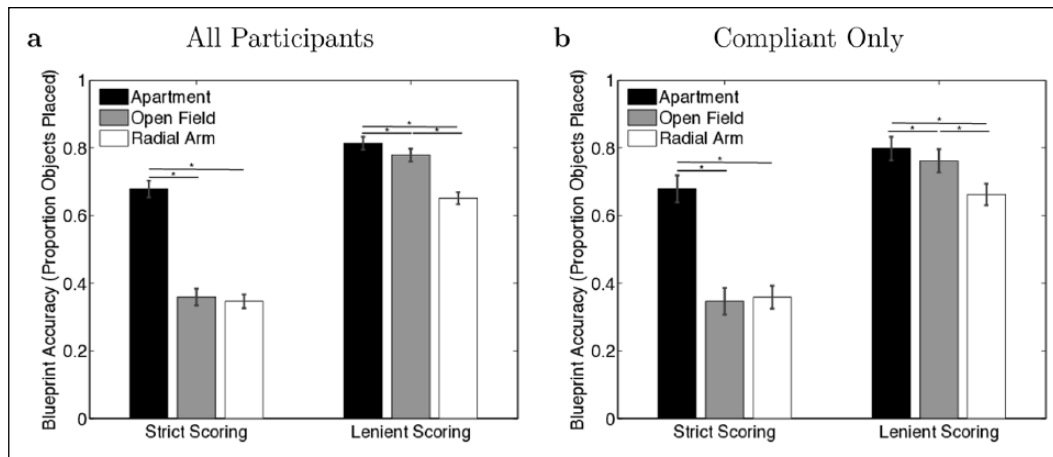 a All Participants
Blueprint Accuracy (Proportion Objects Placed)
1
0.8
0.6
0.4
0.2
0
Apartment
Open Field
Radial Arm
*
*
*
*
*
Strict Scoring Lenient Scoring
b Compliant Only
Blueprint Accuracy (Proportion Objects Placed)
1
0.8
0.6
0.4
0.2
0
Apartment
Open Field
Radial Arm
*
*
*
*
*
Strict Scoring Lenient Scoring